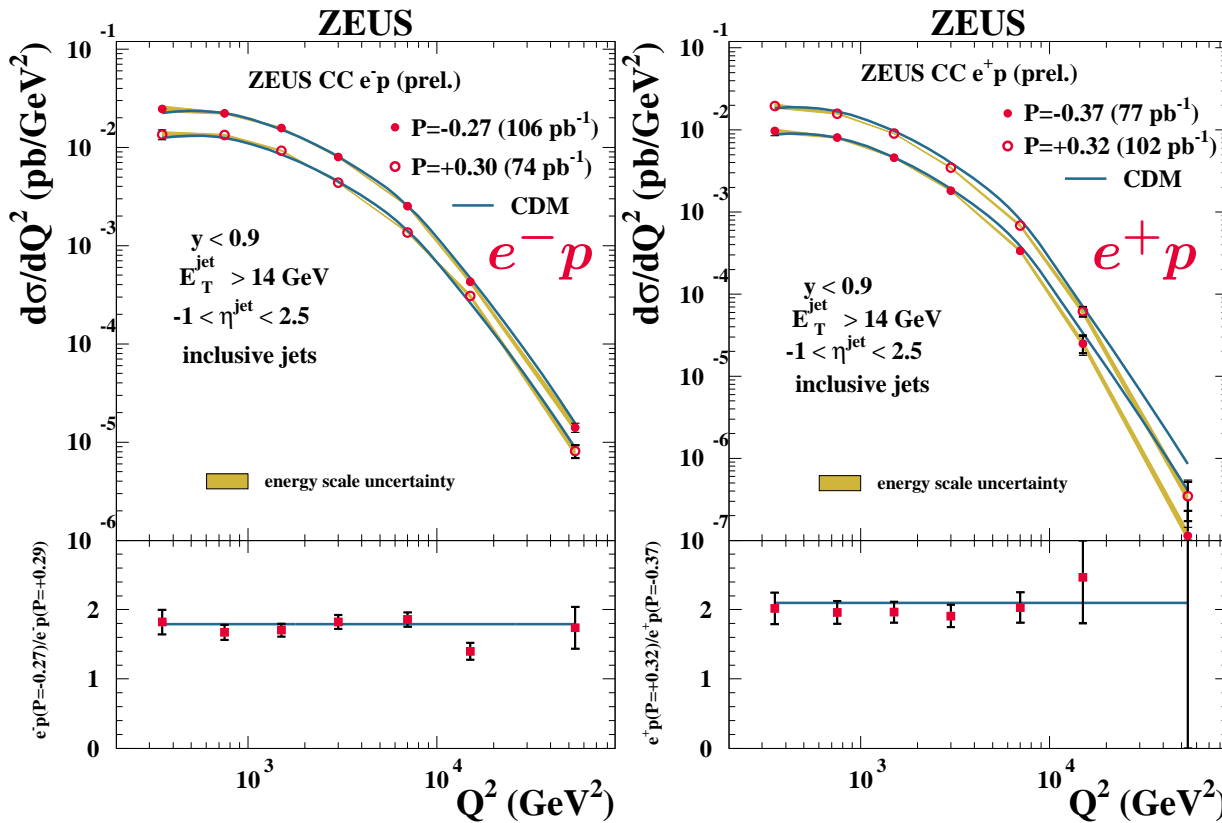 ZEUS
ZEUS CC e⁻p (prel.)
P=-0.27 (106 pb⁻¹)
P=+0.30 (74 pb⁻¹)
CDM
e⁻p
y < 0.9
E_T^jet > 14 GeV
-1 < η^jet < 2.5
inclusive jets
energy scale uncertainty
dσ/dQ² (pb/GeV²)
10⁻¹
10⁻²
10⁻³
10⁻⁴
10⁻⁵
10⁻⁶
e⁻p(P=-0.27)/e⁻p(P=+0.29)
2
1
0
10³
10⁴
Q² (GeV²)
ZEUS
ZEUS CC e⁺p (prel.)
P=-0.37 (77 pb⁻¹)
P=+0.32 (102 pb⁻¹)
CDM
e⁺p
y < 0.9
E_T^jet > 14 GeV
-1 < η^jet < 2.5
inclusive jets
energy scale uncertainty
dσ/dQ² (pb/GeV²)
10⁻¹
10⁻²
10⁻³
10⁻⁴
10⁻⁵
10⁻⁶
10⁻⁷
e⁺p(P=+0.32)/e⁺p(P=-0.37)
2
1
0
10³
10⁴
Q² (GeV²)